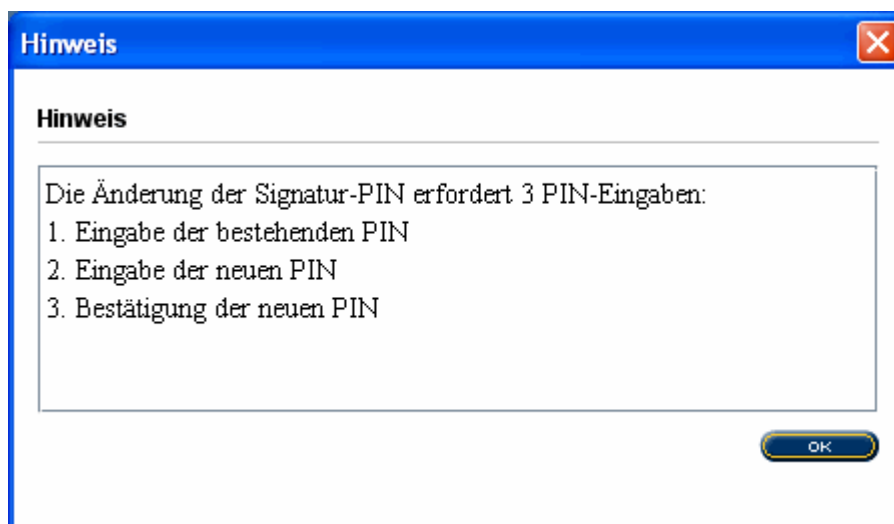 Hinweis
Hinweis
Die Änderung der Signatur-PIN erfordert 3 PIN-Eingaben:
1. Eingabe der bestehenden PIN
2. Eingabe der neuen PIN
3. Bestätigung der neuen PIN
OK